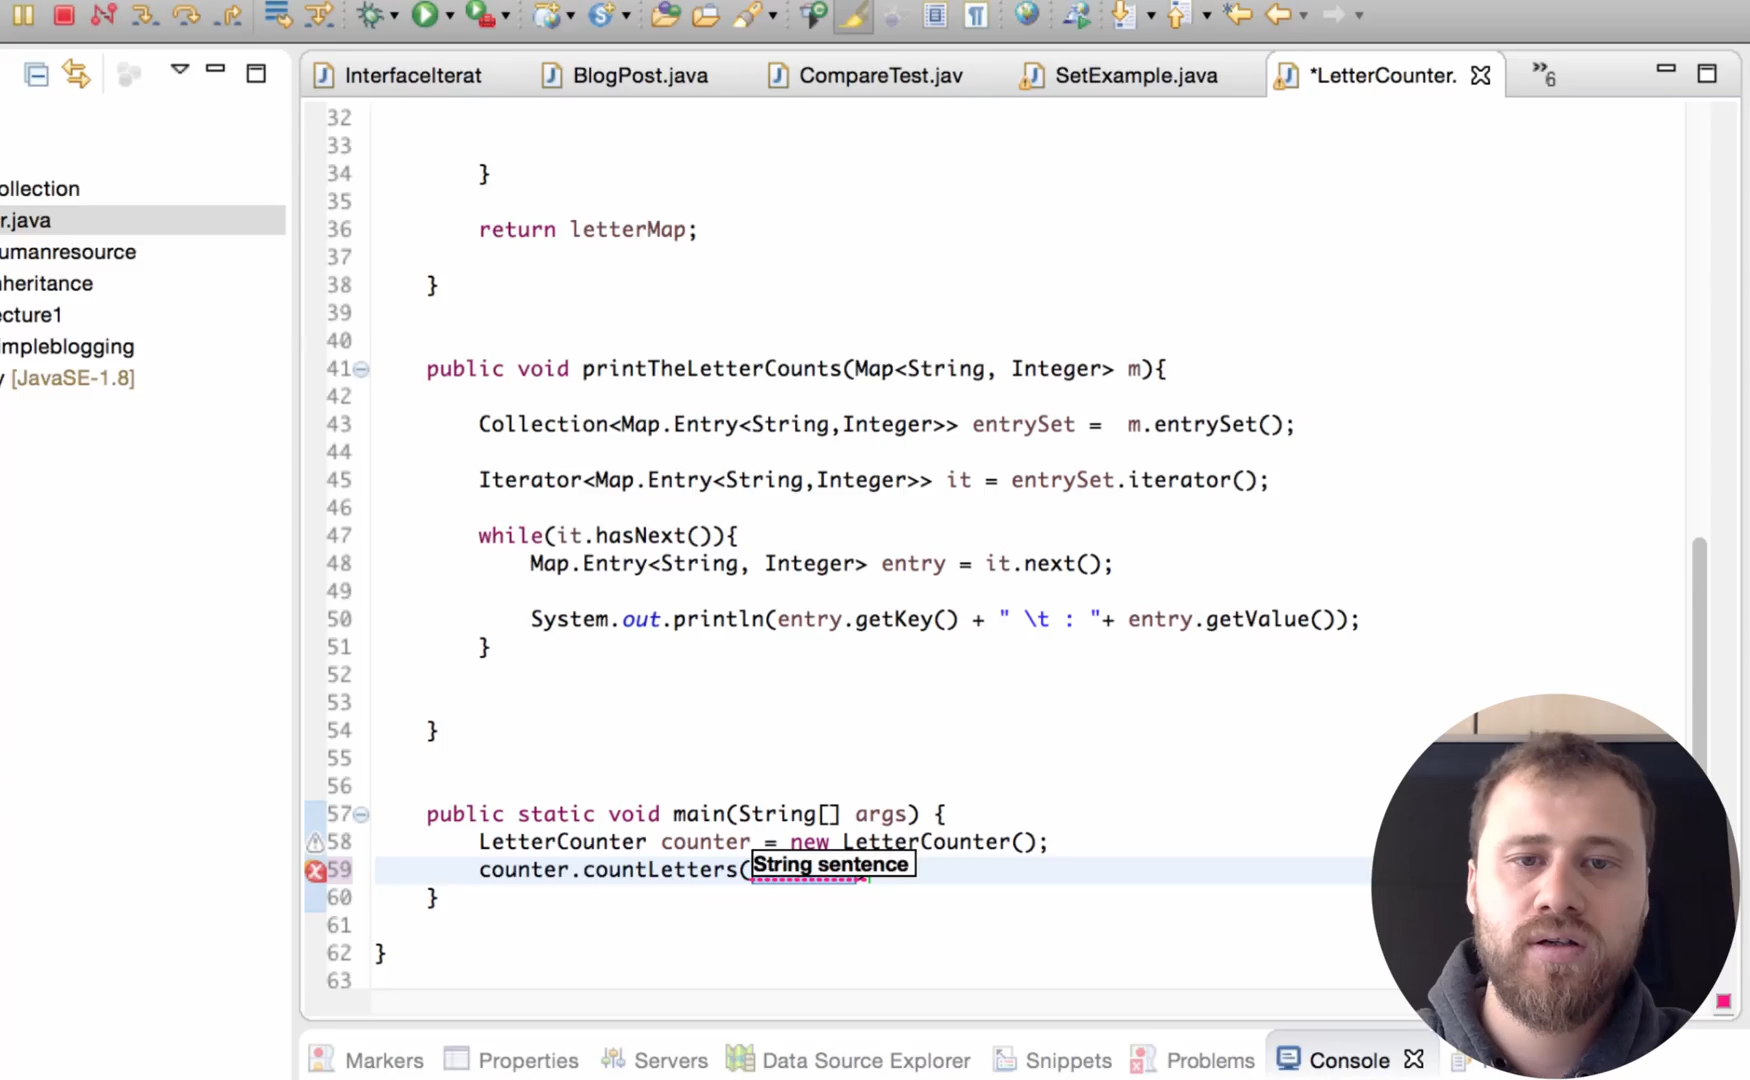 InterfaceIterat
BlogPost.java
CompareTest.jav
SetExample.java
*LetterCounter.
»6
ollection
r.java
umanresource
heritance
ecture1
impleblogging
y [JavaSE-1.8]
32
33
34 }
35
36 return letterMap;
37
38 }
39
40
41 public void printTheLetterCounts(Map<String, Integer> m){
42
43 Collection<Map.Entry<String,Integer>> entrySet =  m.entrySet();
44
45 Iterator<Map.Entry<String,Integer>> it = entrySet.iterator();
46
47 while(it.hasNext()){
48 Map.Entry<String, Integer> entry = it.next();
49
50 System.out.println(entry.getKey() + " \t : "+ entry.getValue());
51 }
52
53
54 }
55
56
57 public static void main(String[] args) {
58 LetterCounter counter = new LetterCounter();
String sentence
59 counter.countLetters(
60 }
61
62 }
63
Markers
Properties
Servers
Data Source Explorer
Snippets
Problems
Console